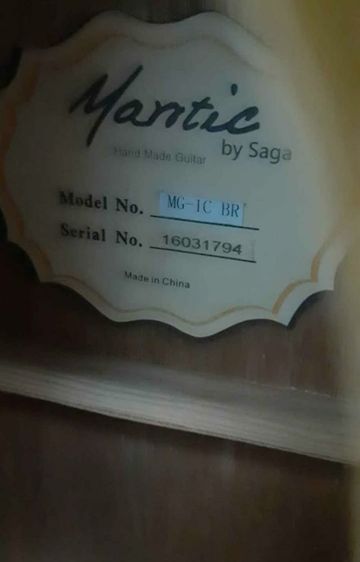 Mantic
by Saga
Hand Made Guitar
Model No. MG-1C BR
Serial No. 16031794
Made in China